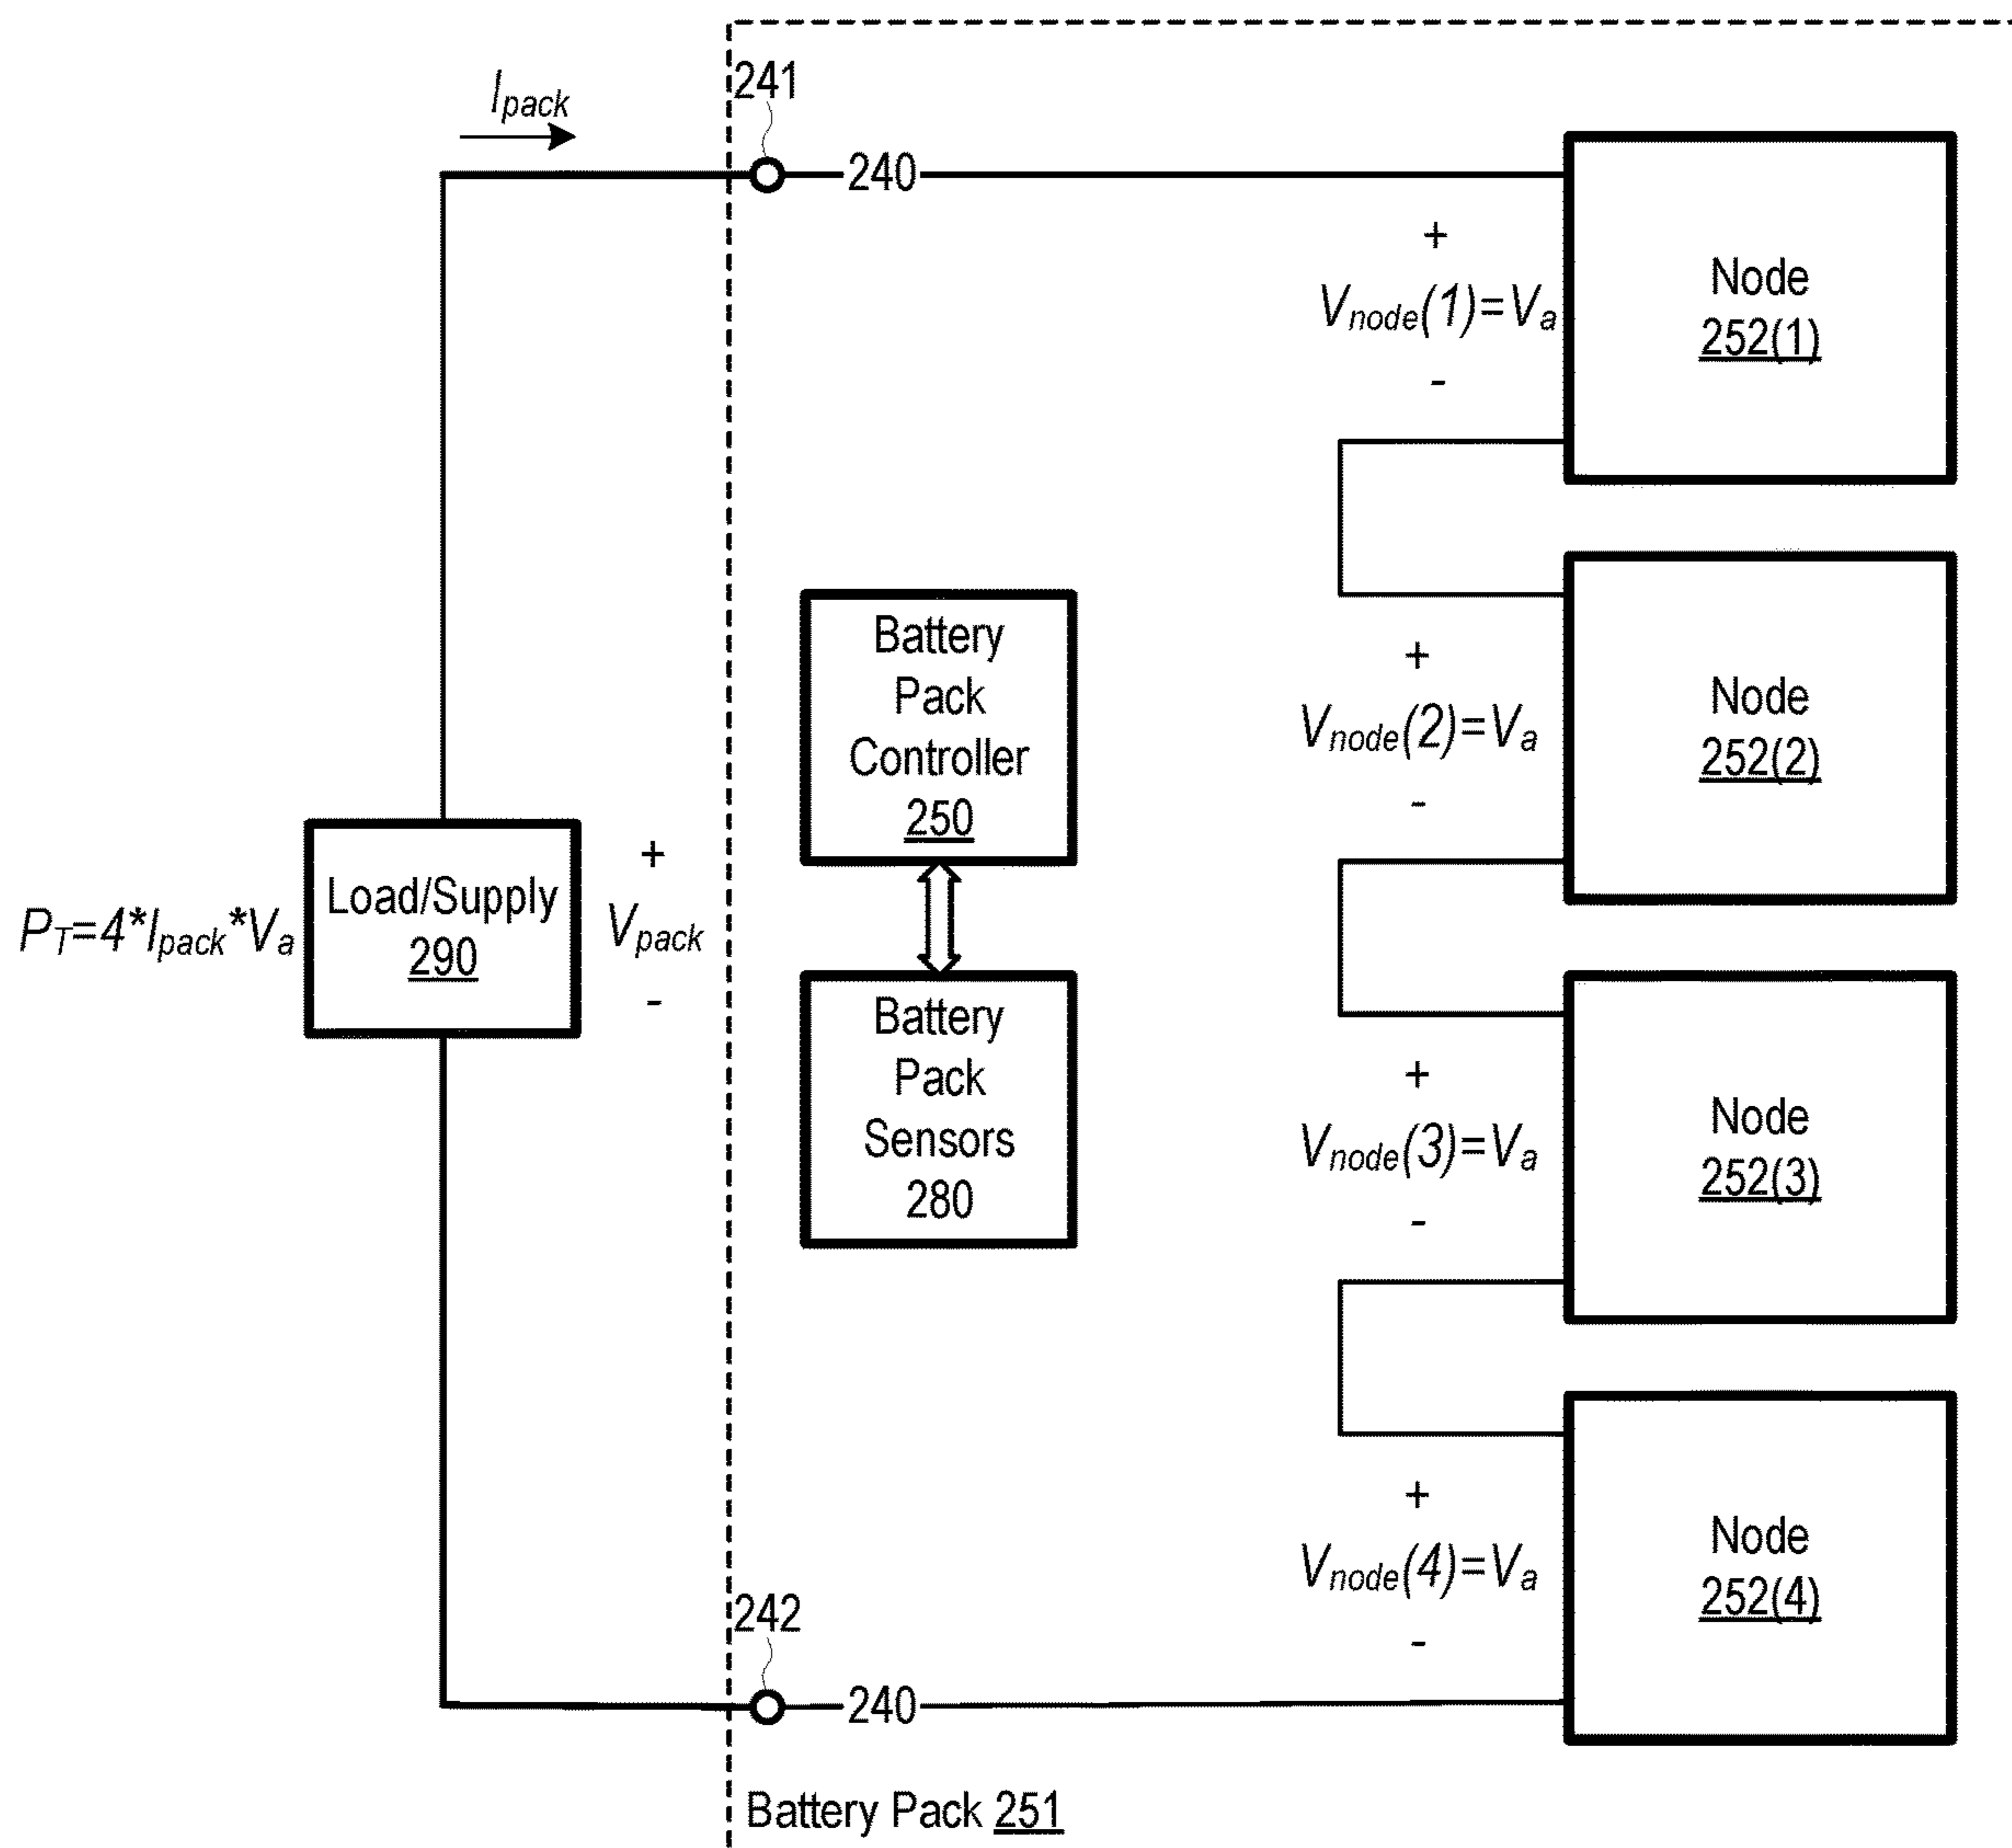 241
I_pack
240
+
V_node(1)=V_a
-
Node
252(1)
Battery
Pack
Controller
250
+
V_node(2)=V_a
-
Node
252(2)
P_T=4*I_pack*V_a
Load/Supply
290
+
V_pack
-
Battery
Pack
Sensors
280
+
V_node(3)=V_a
-
Node
252(3)
+
V_node(4)=V_a
-
Node
252(4)
242
240
Battery Pack 251